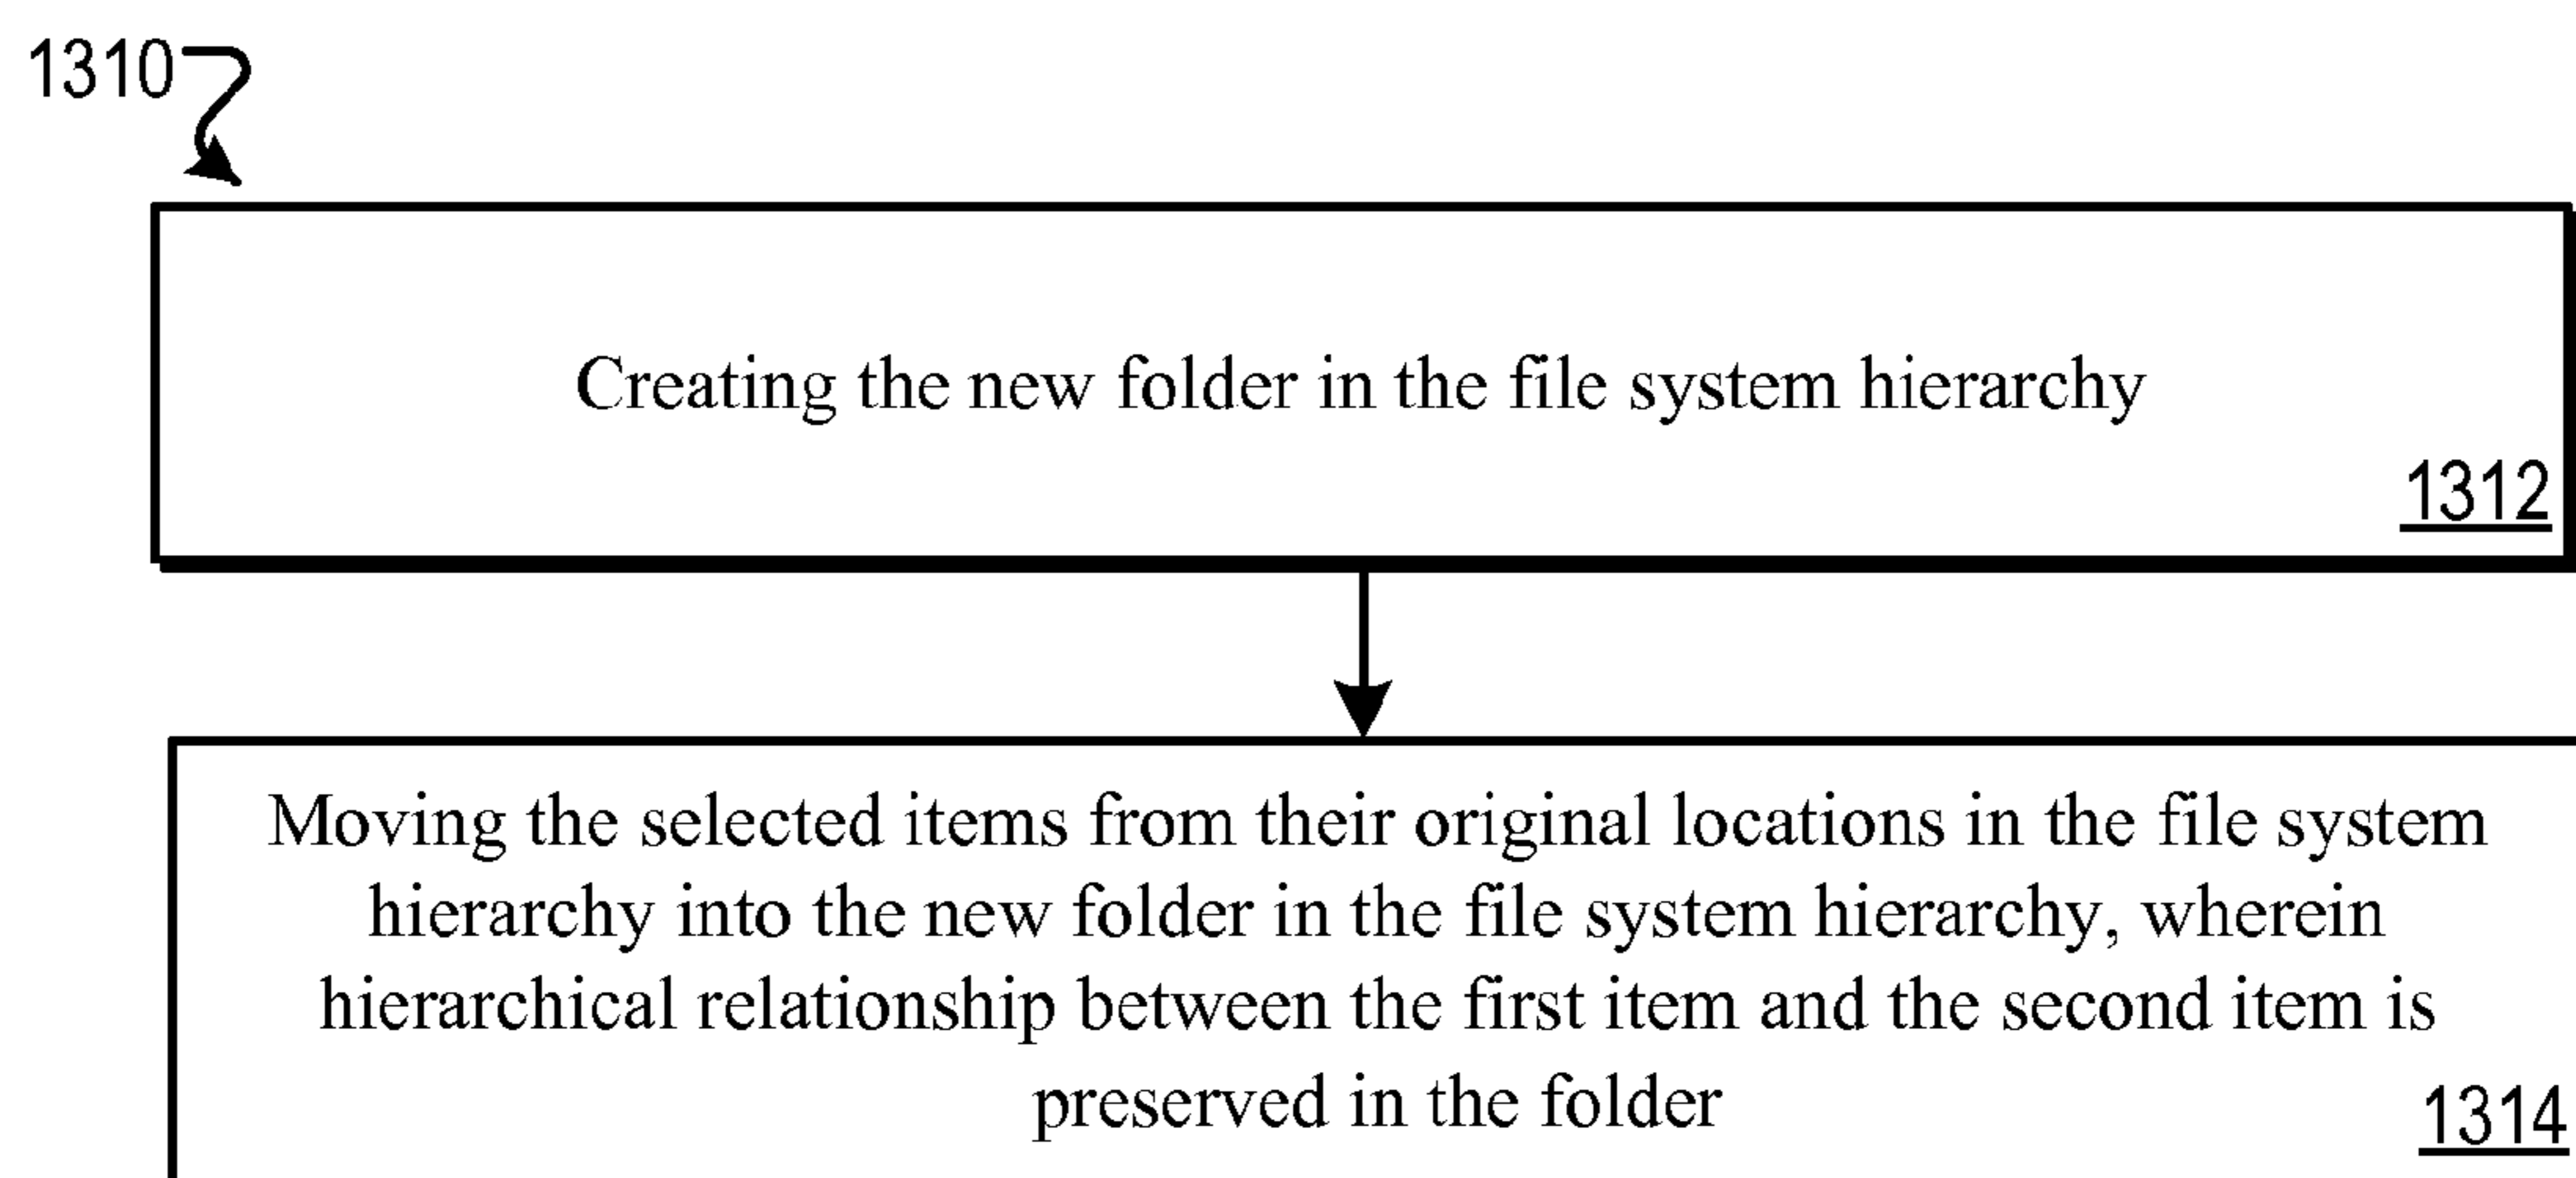 1310
Creating the new folder in the file system hierarchy
1312
Moving the selected items from their original locations in the file system
hierarchy into the new folder in the file system hierarchy, wherein
hierarchical relationship between the first item and the second item is
preserved in the folder
1314